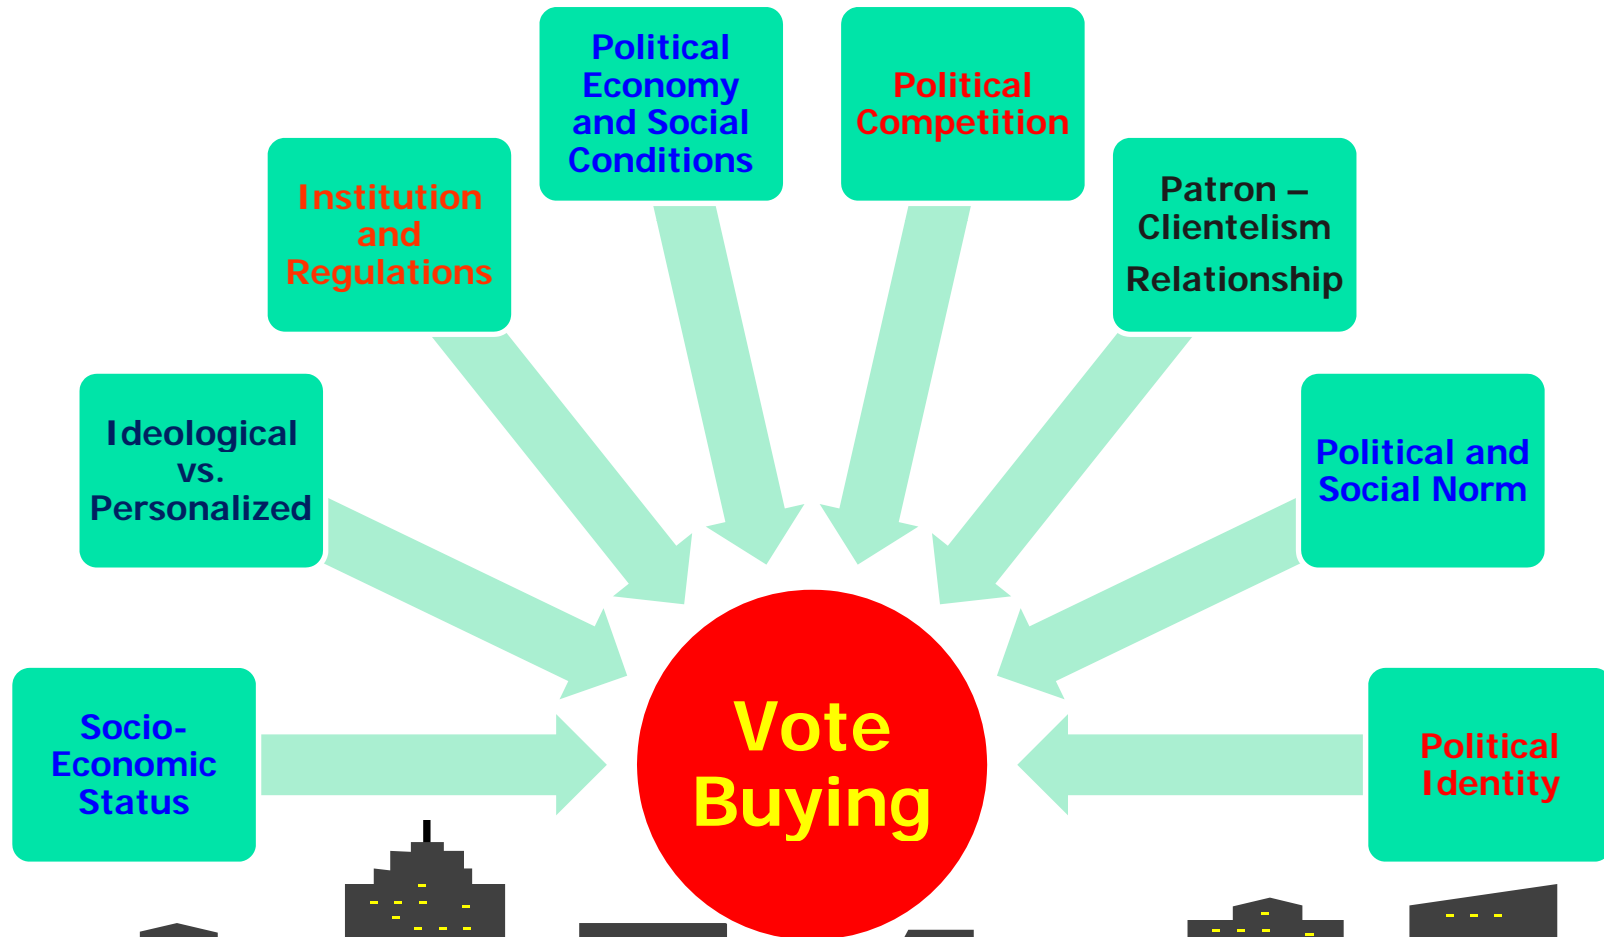 Political
Economy
and Social
Conditions
Political
Competition
Institution
and
Regulations
Patron –
Clientelism
Relationship
Ideological
vs.
Personalized
Political and
Social Norm
Socio-
Economic
Status
Vote
Buying
Political
Identity